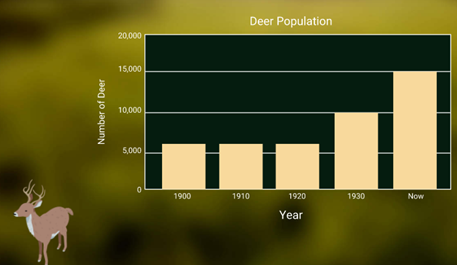 Deer Population
20,000
15,000
10,000
5,000
0
Number of Deer
1900 1910 1920 1930 Now
Year